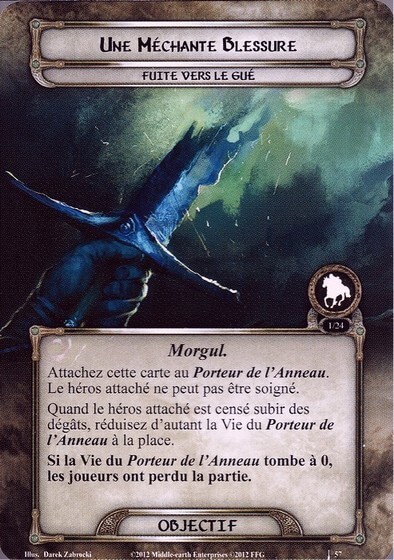 Une Méchante Blessure
Fuite vers le Gué
1/24
Morgul.
Attachez cette carte au Porteur de l'Anneau.
Le héros attaché ne peut pas être soigné.
Quand le héros attaché est censé subir des
dégâts, réduisez d'autant la Vie du Porteur de
l'Anneau à la place.
Si la Vie du Porteur de l'Anneau tombe à 0,
les joueurs ont perdu la partie.
Objectif
Illus. Darek Zabrocki
©2012 Middle-earth Enterprises ©2012 FFG
57